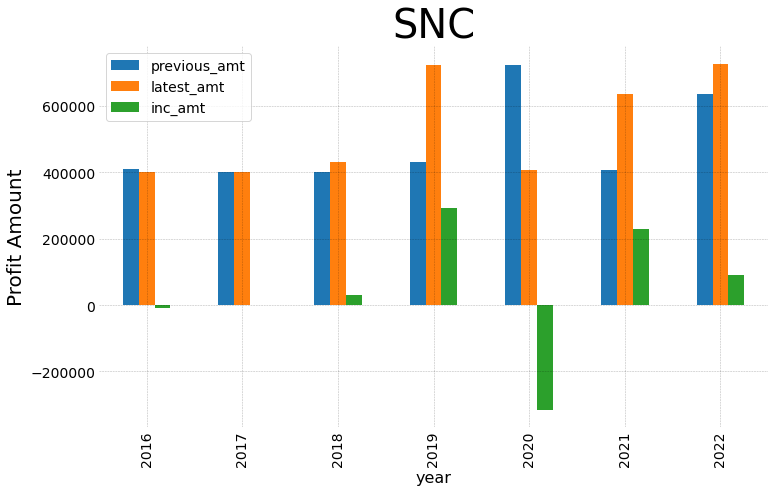 SNC
previous_amt
latest_amt
inc_amt
Profit Amount
600000
400000
200000
0
−200000
2016 2017 2018 2019 2020 2021 2022
year